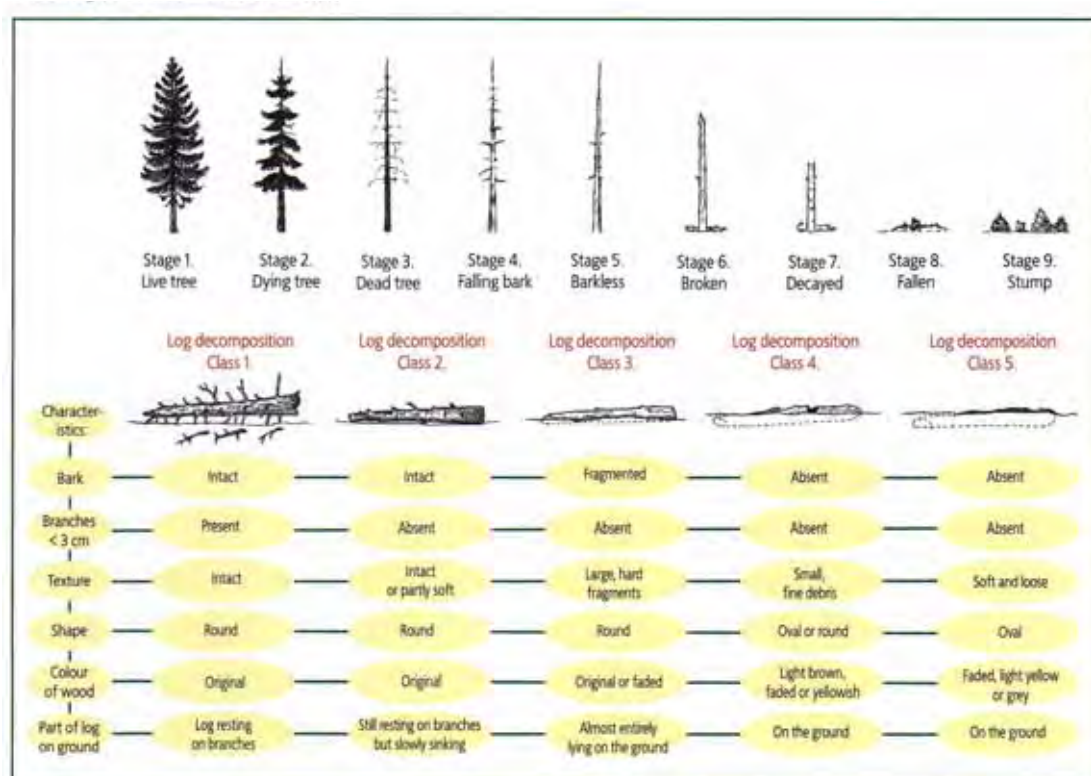 Stage 1.
Live tree
Stage 2.
Dying tree
Stage 3.
Dead tree
Stage 4.
Falling bark
Stage 5.
Barkless
Stage 6.
Broken
Stage 7.
Decayed
Stage 8.
Fallen
Stage 9.
Stump
Log decomposition
Class 1.
Log decomposition
Class 2.
Log decomposition
Class 3.
Log decomposition
Class 4.
Log decomposition
Class 5.
Character-
istics:
Bark
Intact
Intact
Fragmented
Absent
Absent
Branches
< 3 cm
Present
Absent
Absent
Absent
Absent
Texture
Intact
Intact
or partly soft
Large, hard
fragments
Small,
fine debris
Soft and loose
Shape
Round
Round
Round
Oval or round
Oval
Colour
of wood
Original
Original
Original or faded
Light brown,
faded or yellowish
Faded, light yellow
or grey
Part of log
on ground
Log resting
on branches
Still resting on branches
but slowly sinking
Almost entirely
lying on the ground
On the ground
On the ground